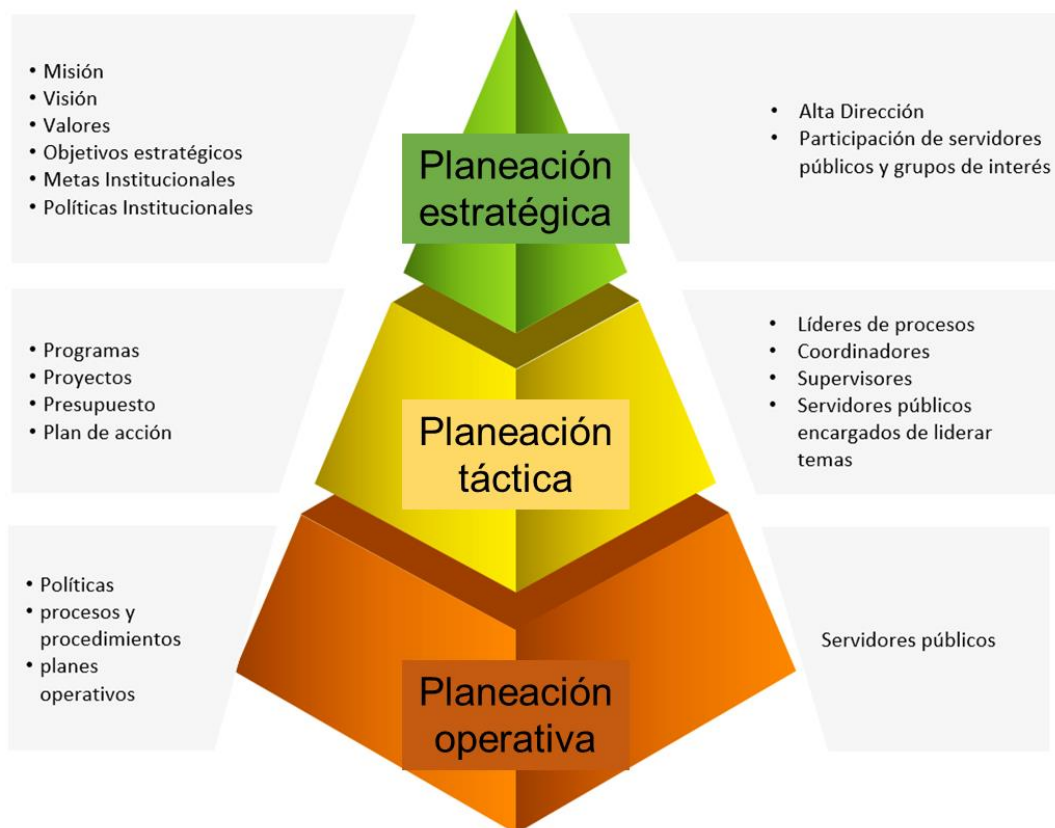 • Misión
• Visión
• Valores
• Objetivos estratégicos
• Metas Institucionales
• Políticas Institucionales
Planeación
estratégica
• Alta Dirección
• Participación de servidores
públicos y grupos de interés
• Programas
• Proyectos
• Presupuesto
• Plan de acción
Planeación
táctica
• Líderes de procesos
• Coordinadores
• Supervisores
• Servidores públicos
encargados de liderar
temas
• Políticas
• procesos y
procedimientos
• planes
operativos
Planeación
operativa
Servidores públicos